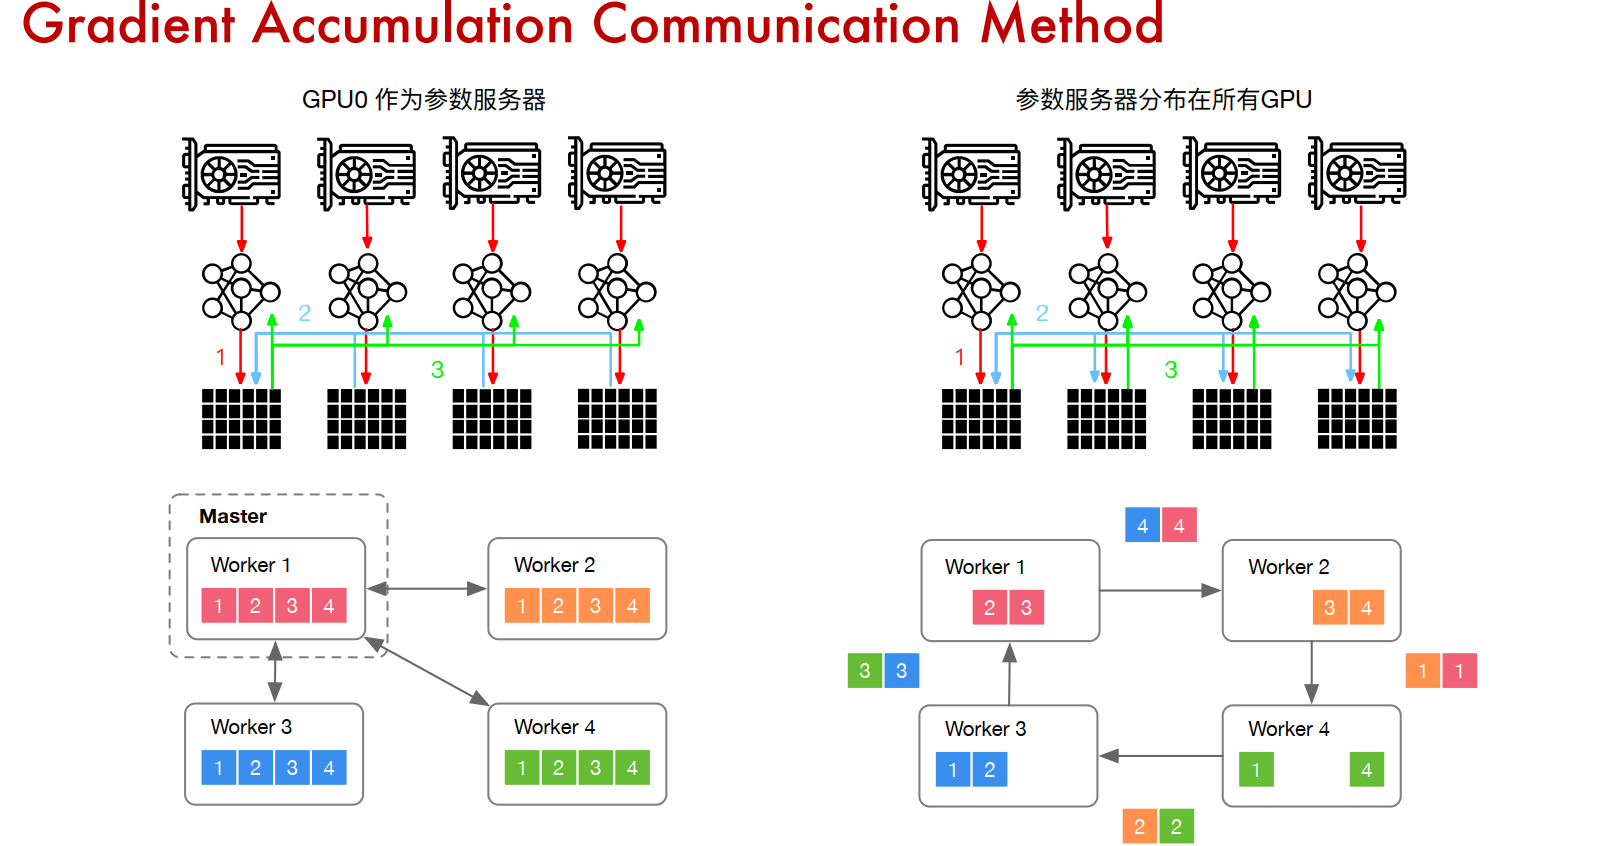 Gradient Accumulation Communication Method
GPU0 作为参数服务器
2
1
3
Master
Worker 1
1 2 3 4
Worker 2
1 2 3 4
Worker 3
1 2 3 4
Worker 4
1 2 3 4
参数服务器分布在所有GPU
2
1
3
4 4
Worker 1
2 3
Worker 2
3 4
3 3
1 1
Worker 3
1 2
Worker 4
1 4
2 2